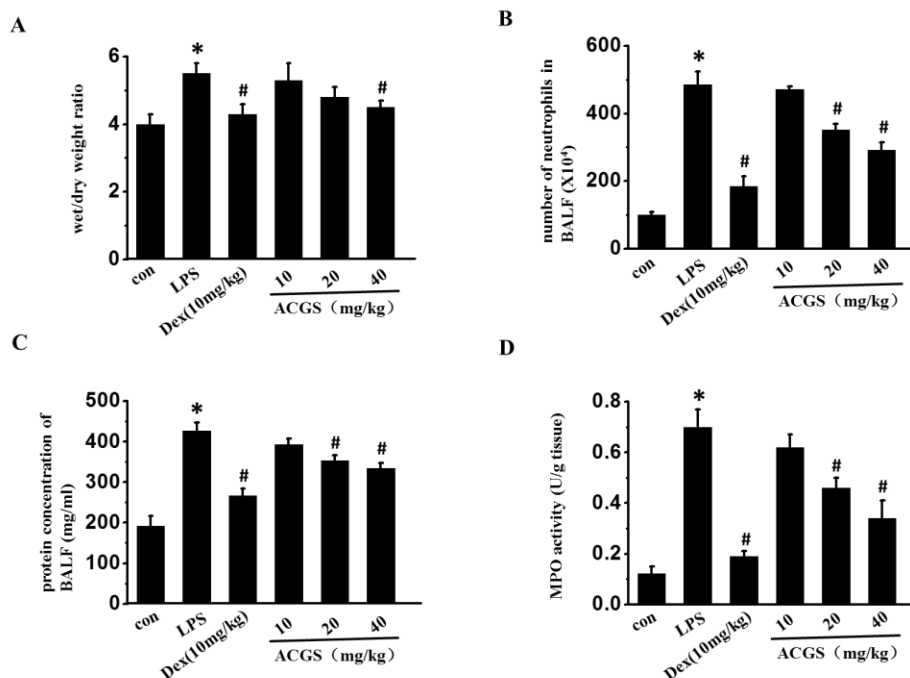 A
wet/dry weight ratio
6
4
2
0
*
#
#
con
LPS
Dex(10mg/kg)
10
20
40
ACGS（mg/kg）
B
number of neutrophils in
BALF (X10⁴)
600
400
200
0
*
#
#
#
con
LPS
Dex(10mg/kg)
10
20
40
ACGS（mg/kg）
C
protein concentration of
BALF (mg/ml)
500
400
300
200
100
0
*
#
#
#
con
LPS
Dex(10mg/kg)
10
20
40
ACGS（mg/kg）
D
MPO activity (U/g tissue)
0.8
0.6
0.4
0.2
0.0
*
#
#
#
con
LPS
Dex(10mg/kg)
10
20
40
ACGS（mg/kg）